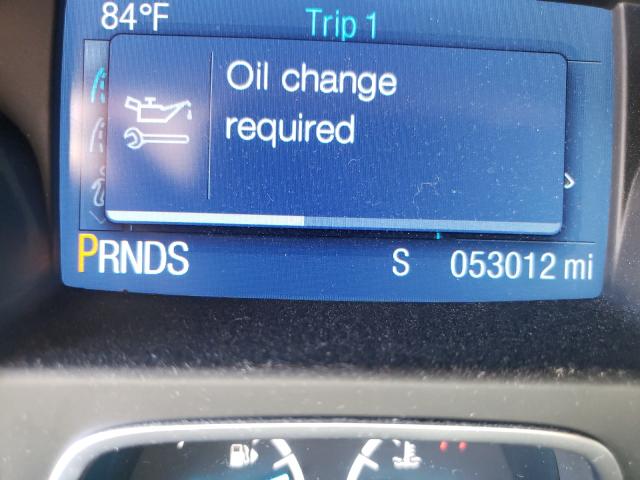 84°F
Trip 1
Oil change
required
PRNDS
S
053012 mi